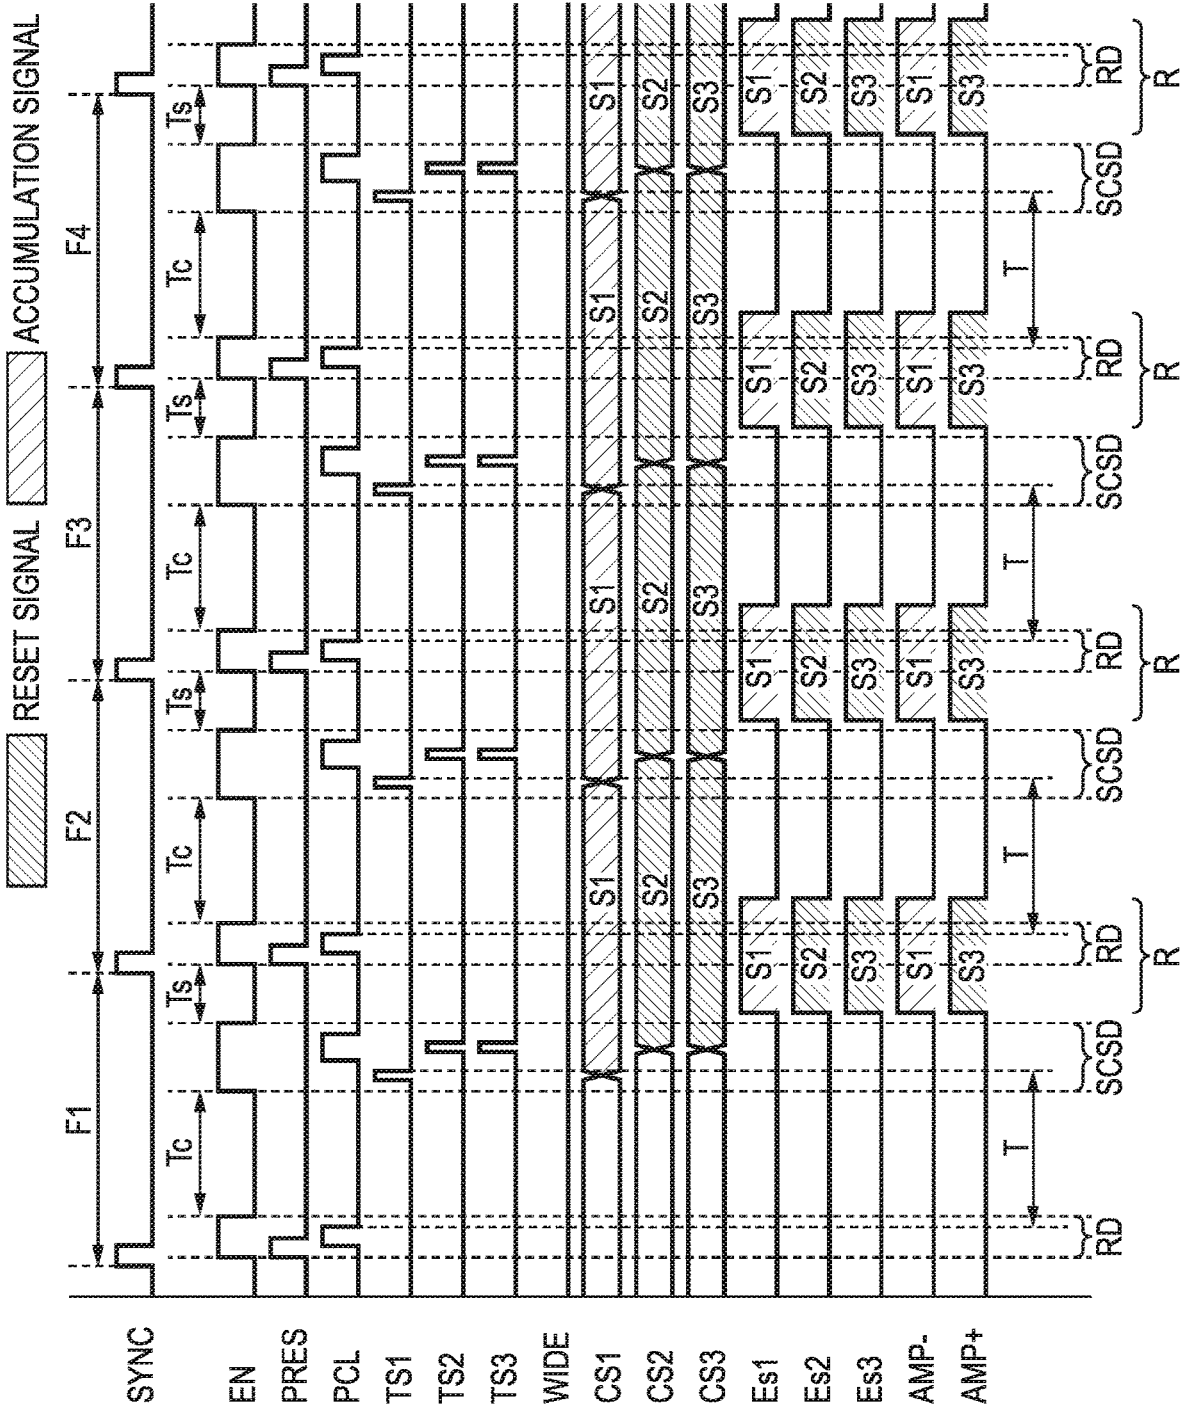 RESET SIGNAL ACCUMULATION SIGNAL
F1 F2 F3 F4
SYNC
Tc Ts Tc Ts Tc Ts Tc Ts
EN
PRES
PCL
TS1
TS2
TS3
WIDE
CS1 S1 S1 S1 S1
CS2 S2 S2 S2 S2
CS3 S3 S3 S3 S3
Es1 S1 S1 S1 S1
Es2 S2 S2 S2 S2
Es3 S3 S3 S3 S3
AMP- S1 S1 S1 S1
AMP+ S3 S3 S3 S3
T T T T
RD SCSD RD SCSD RD SCSD RD SCSD RD
R R R R